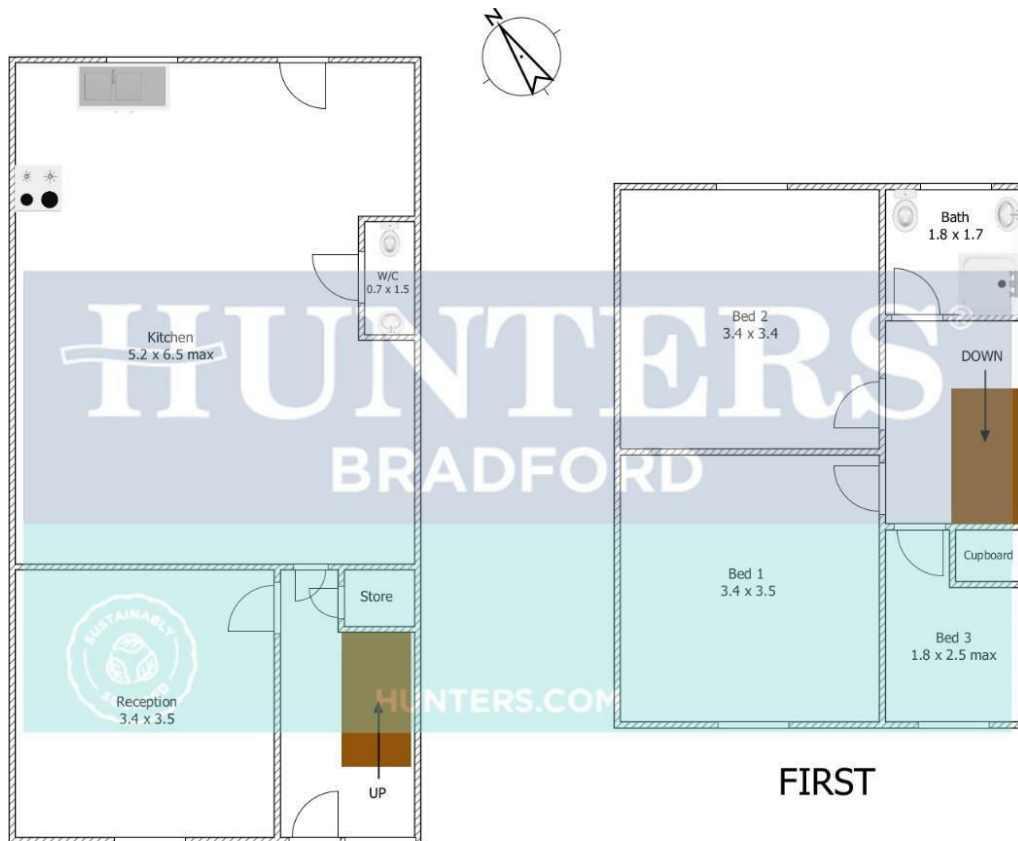 N
W/C
0.7 x 1.5
Kitchen
5.2 x 6.5 max
Store
Reception
3.4 x 3.5
UP
Bath
1.8 x 1.7
Bed 2
3.4 x 3.4
DOWN
Bed 1
3.4 x 3.5
Cupboard
Bed 3
1.8 x 2.5 max
FIRST
HUNTERS®
BRADFORD
SUSTAINABLY
HUNTERS.COM